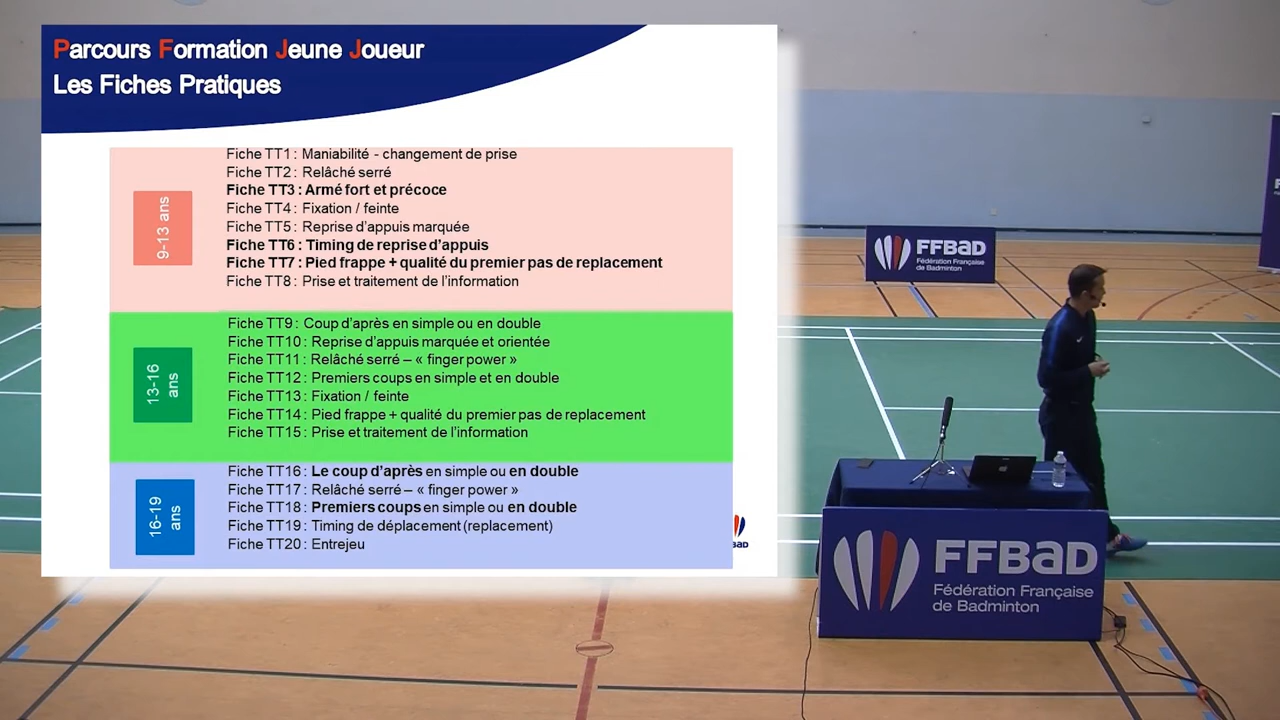 Parcours Formation Jeune Joueur
Les Fiches Pratiques
9-13 ans
Fiche TT1 : Maniabilité - changement de prise
Fiche TT2 : Relâché serré
Fiche TT3 : Armé fort et précoce
Fiche TT4 : Fixation / feinte
Fiche TT5 : Reprise d'appuis marquée
Fiche TT6 : Timing de reprise d'appuis
Fiche TT7 : Pied frappe + qualité du premier pas de replacement
Fiche TT8 : Prise et traitement de l'information
13-16
ans
Fiche TT9 : Coup d'après en simple ou en double
Fiche TT10 : Reprise d'appuis marquée et orientée
Fiche TT11 : Relâché serré – « finger power »
Fiche TT12 : Premiers coups en simple et en double
Fiche TT13 : Fixation / feinte
Fiche TT14 : Pied frappe + qualité du premier pas de replacement
Fiche TT15 : Prise et traitement de l'information
16-19
ans
Fiche TT16 : Le coup d'après en simple ou en double
Fiche TT17 : Relâché serré – « finger power »
Fiche TT18 : Premiers coups en simple ou en double
Fiche TT19 : Timing de déplacement (replacement)
Fiche TT20 : Entrejeu
FFBaD
Fédération Française
de Badminton
FFBaD
Fédération Française
de Badminton